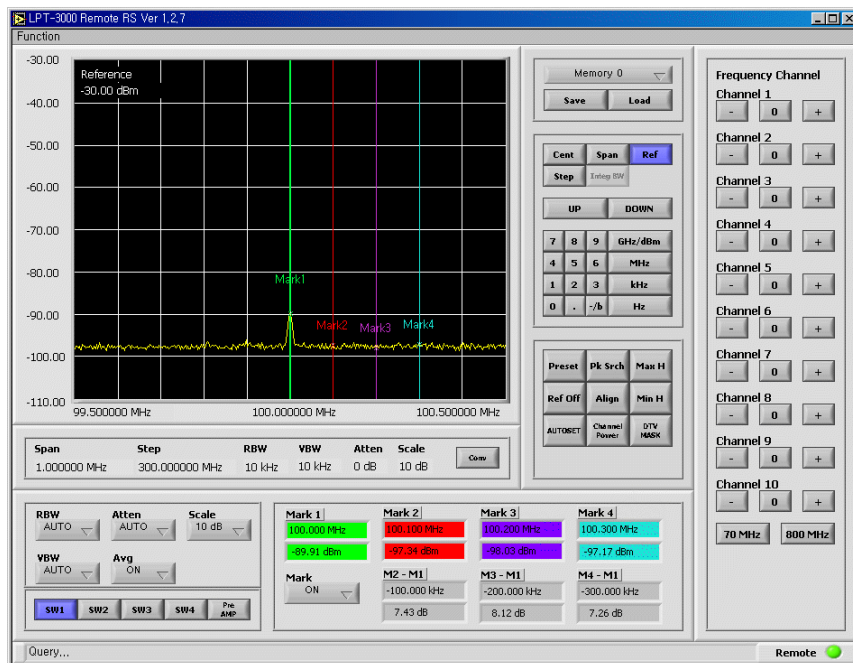 LPT-3000 Remote RS Ver 1,2,7
Function
-30.00
-40.00
-50.00
-60.00
-70.00
-80.00
-90.00
-100.00
-110.00
Reference
-30.00 dBm
Mark1
Mark2
Mark3
Mark4
99.500000 MHz
100.000000 MHz
100.500000 MHz
Span
1.000000 MHz
Step
300.000000 MHz
RBW
10 kHz
VBW
10 kHz
Atten
0 dB
Scale
10 dB
Conv
RBW
AUTO
Atten
AUTO
Scale
10 dB
VBW
AUTO
Avg
ON
SW1 SW2 SW3 SW4 Pre AMP
Mark 1
100.000 MHz
-89.91 dBm
Mark 2
100.100 MHz
-97.34 dBm
Mark 3
100.200 MHz
-98.03 dBm
Mark 4
100.300 MHz
-97.17 dBm
Mark
ON
M2 - M1
-100.000 kHz
7.43 dB
M3 - M1
-200.000 kHz
8.12 dB
M4 - M1
-300.000 kHz
7.26 dB
Memory 0
Save Load
Cent Span Ref
Step Integ BW
UP DOWN
7 8 9 GHz/dBm
4 5 6 MHz
1 2 3 kHz
0 . -/b Hz
Preset Pk Srch Max H
Ref Off Align Min H
AUTOSET Channel Power DTV MASK
Frequency Channel
Channel 1
- 0 +
Channel 2
- 0 +
Channel 3
- 0 +
Channel 4
- 0 +
Channel 5
- 0 +
Channel 6
- 0 +
Channel 7
- 0 +
Channel 8
- 0 +
Channel 9
- 0 +
Channel 10
- 0 +
70 MHz 800 MHz
Query...
Remote